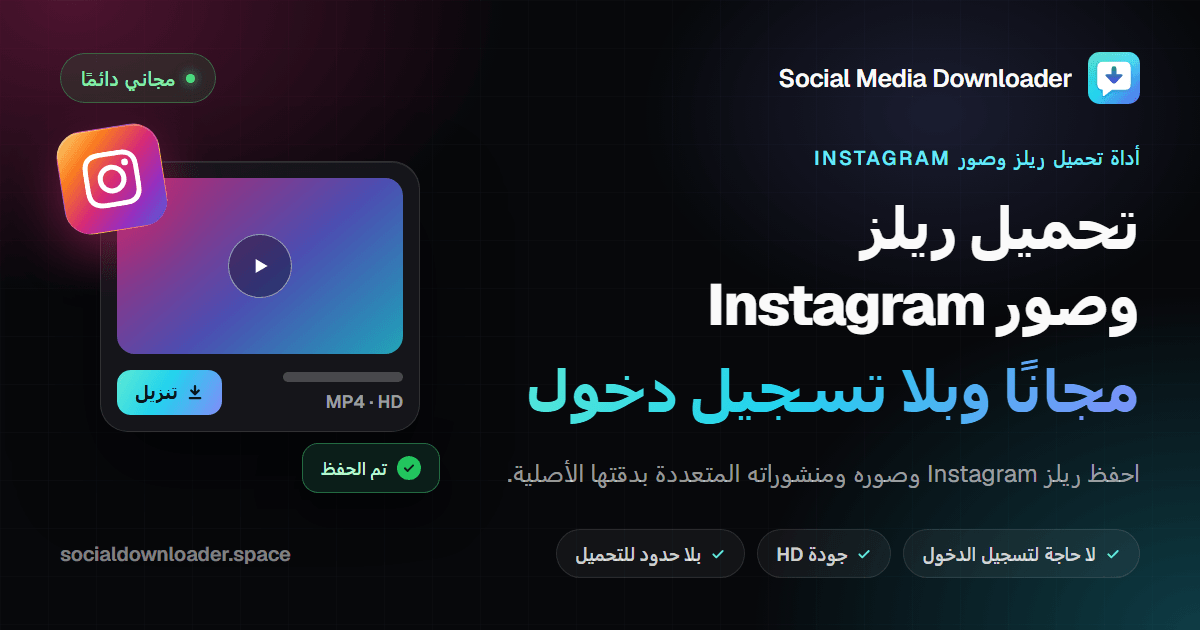 Social Media Downloader
مجاني دائمًا
أداة تحميل ريلز وصور INSTAGRAM
تحميل ريلز
وصور Instagram
مجانًا وبلا تسجيل دخول
احفظ ريلز Instagram وصوره ومنشوراته المتعددة بدقتها الأصلية.
لا حاجة لتسجيل الدخول
جودة HD
بلا حدود للتحميل
MP4 · HD
تنزيل
تم الحفظ
socialdownloader.space